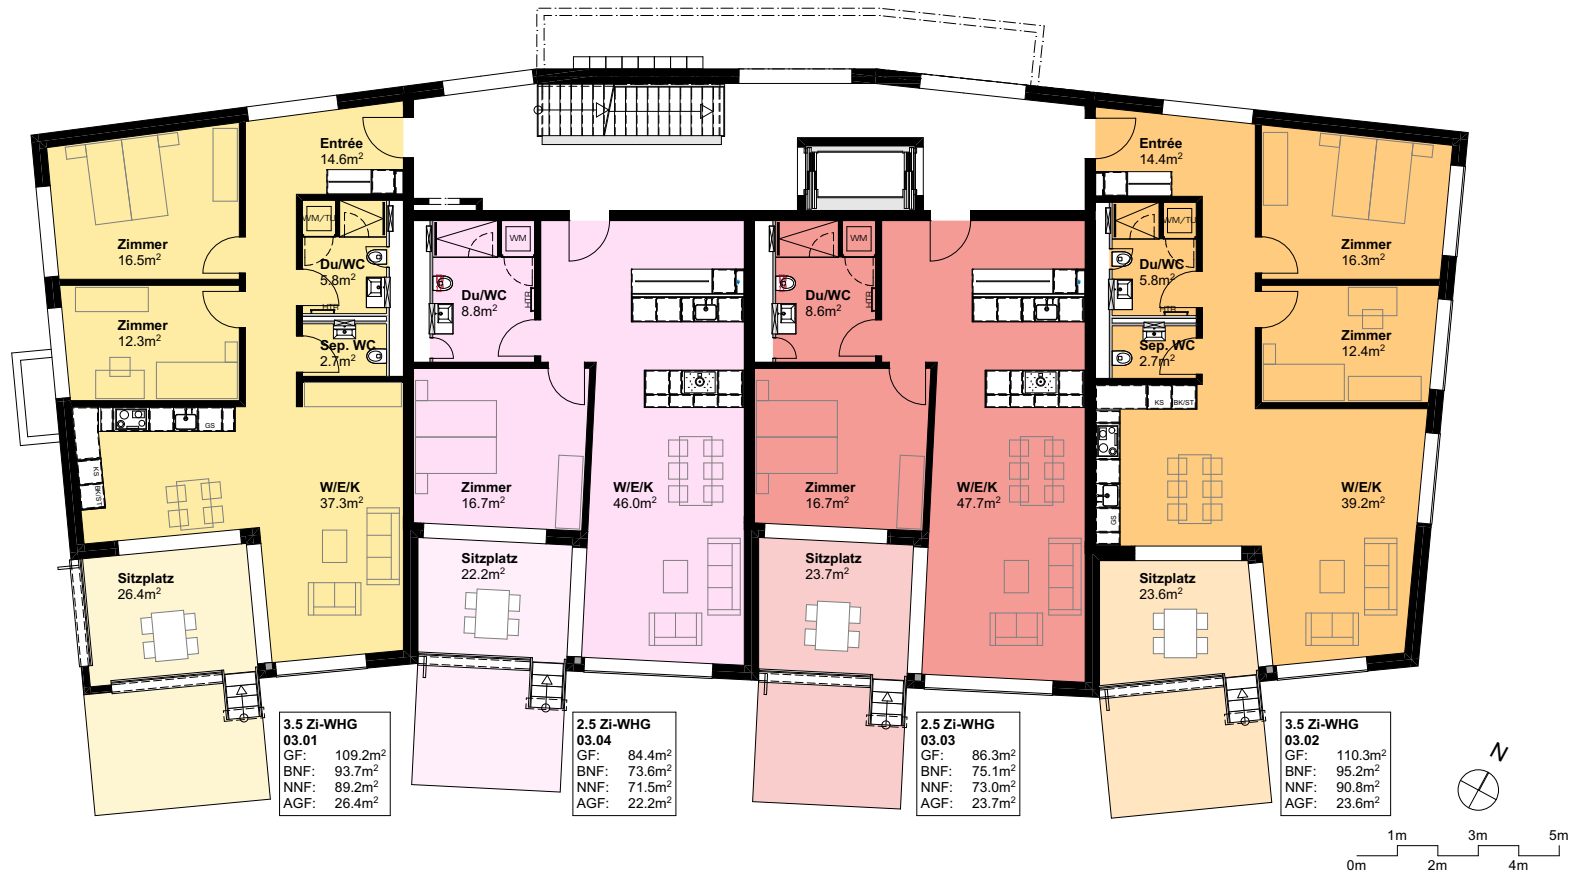 Entrée
14.6m²
Zimmer
16.5m²
WM/TU
Du/WC
5.8m²
HTR
Zimmer
12.3m²
Sep. WC
2.7m²
GS
KS
BK/ST
W/E/K
37.3m²
Sitzplatz
26.4m²
WM
Du/WC
8.8m²
HTR
Zimmer
16.7m²
W/E/K
46.0m²
Sitzplatz
22.2m²
WM
Du/WC
8.6m²
HTR
Zimmer
16.7m²
W/E/K
47.7m²
Sitzplatz
23.7m²
Entrée
14.4m²
WM/TU
Du/WC
5.8m²
HTR
Zimmer
16.3m²
Sep. WC
2.7m²
Zimmer
12.4m²
KS
BK/ST
GS
W/E/K
39.2m²
Sitzplatz
23.6m²
3.5 Zi-WHG
03.01
GF: 109.2m²
BNF: 93.7m²
NNF: 89.2m²
AGF: 26.4m²
2.5 Zi-WHG
03.04
GF: 84.4m²
BNF: 73.6m²
NNF: 71.5m²
AGF: 22.2m²
2.5 Zi-WHG
03.03
GF: 86.3m²
BNF: 75.1m²
NNF: 73.0m²
AGF: 23.7m²
3.5 Zi-WHG
03.02
GF: 110.3m²
BNF: 95.2m²
NNF: 90.8m²
AGF: 23.6m²
N
1m 3m 5m
0m 2m 4m